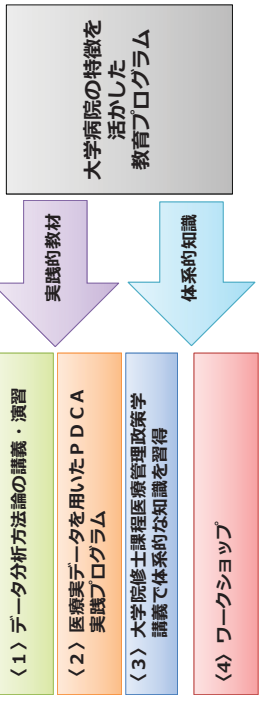 大学病院の特徴を
活かした
教育プログラム
実践的教材
体系的知識
〈1〉データ分析方法論の講義・演習
〈2〉医療実データを用いたＰＤＣＡ
実践プログラム
〈3〉大学院修士課程医療管理政策学
講義で体系的な知識を習得
〈4〉ワークショップ